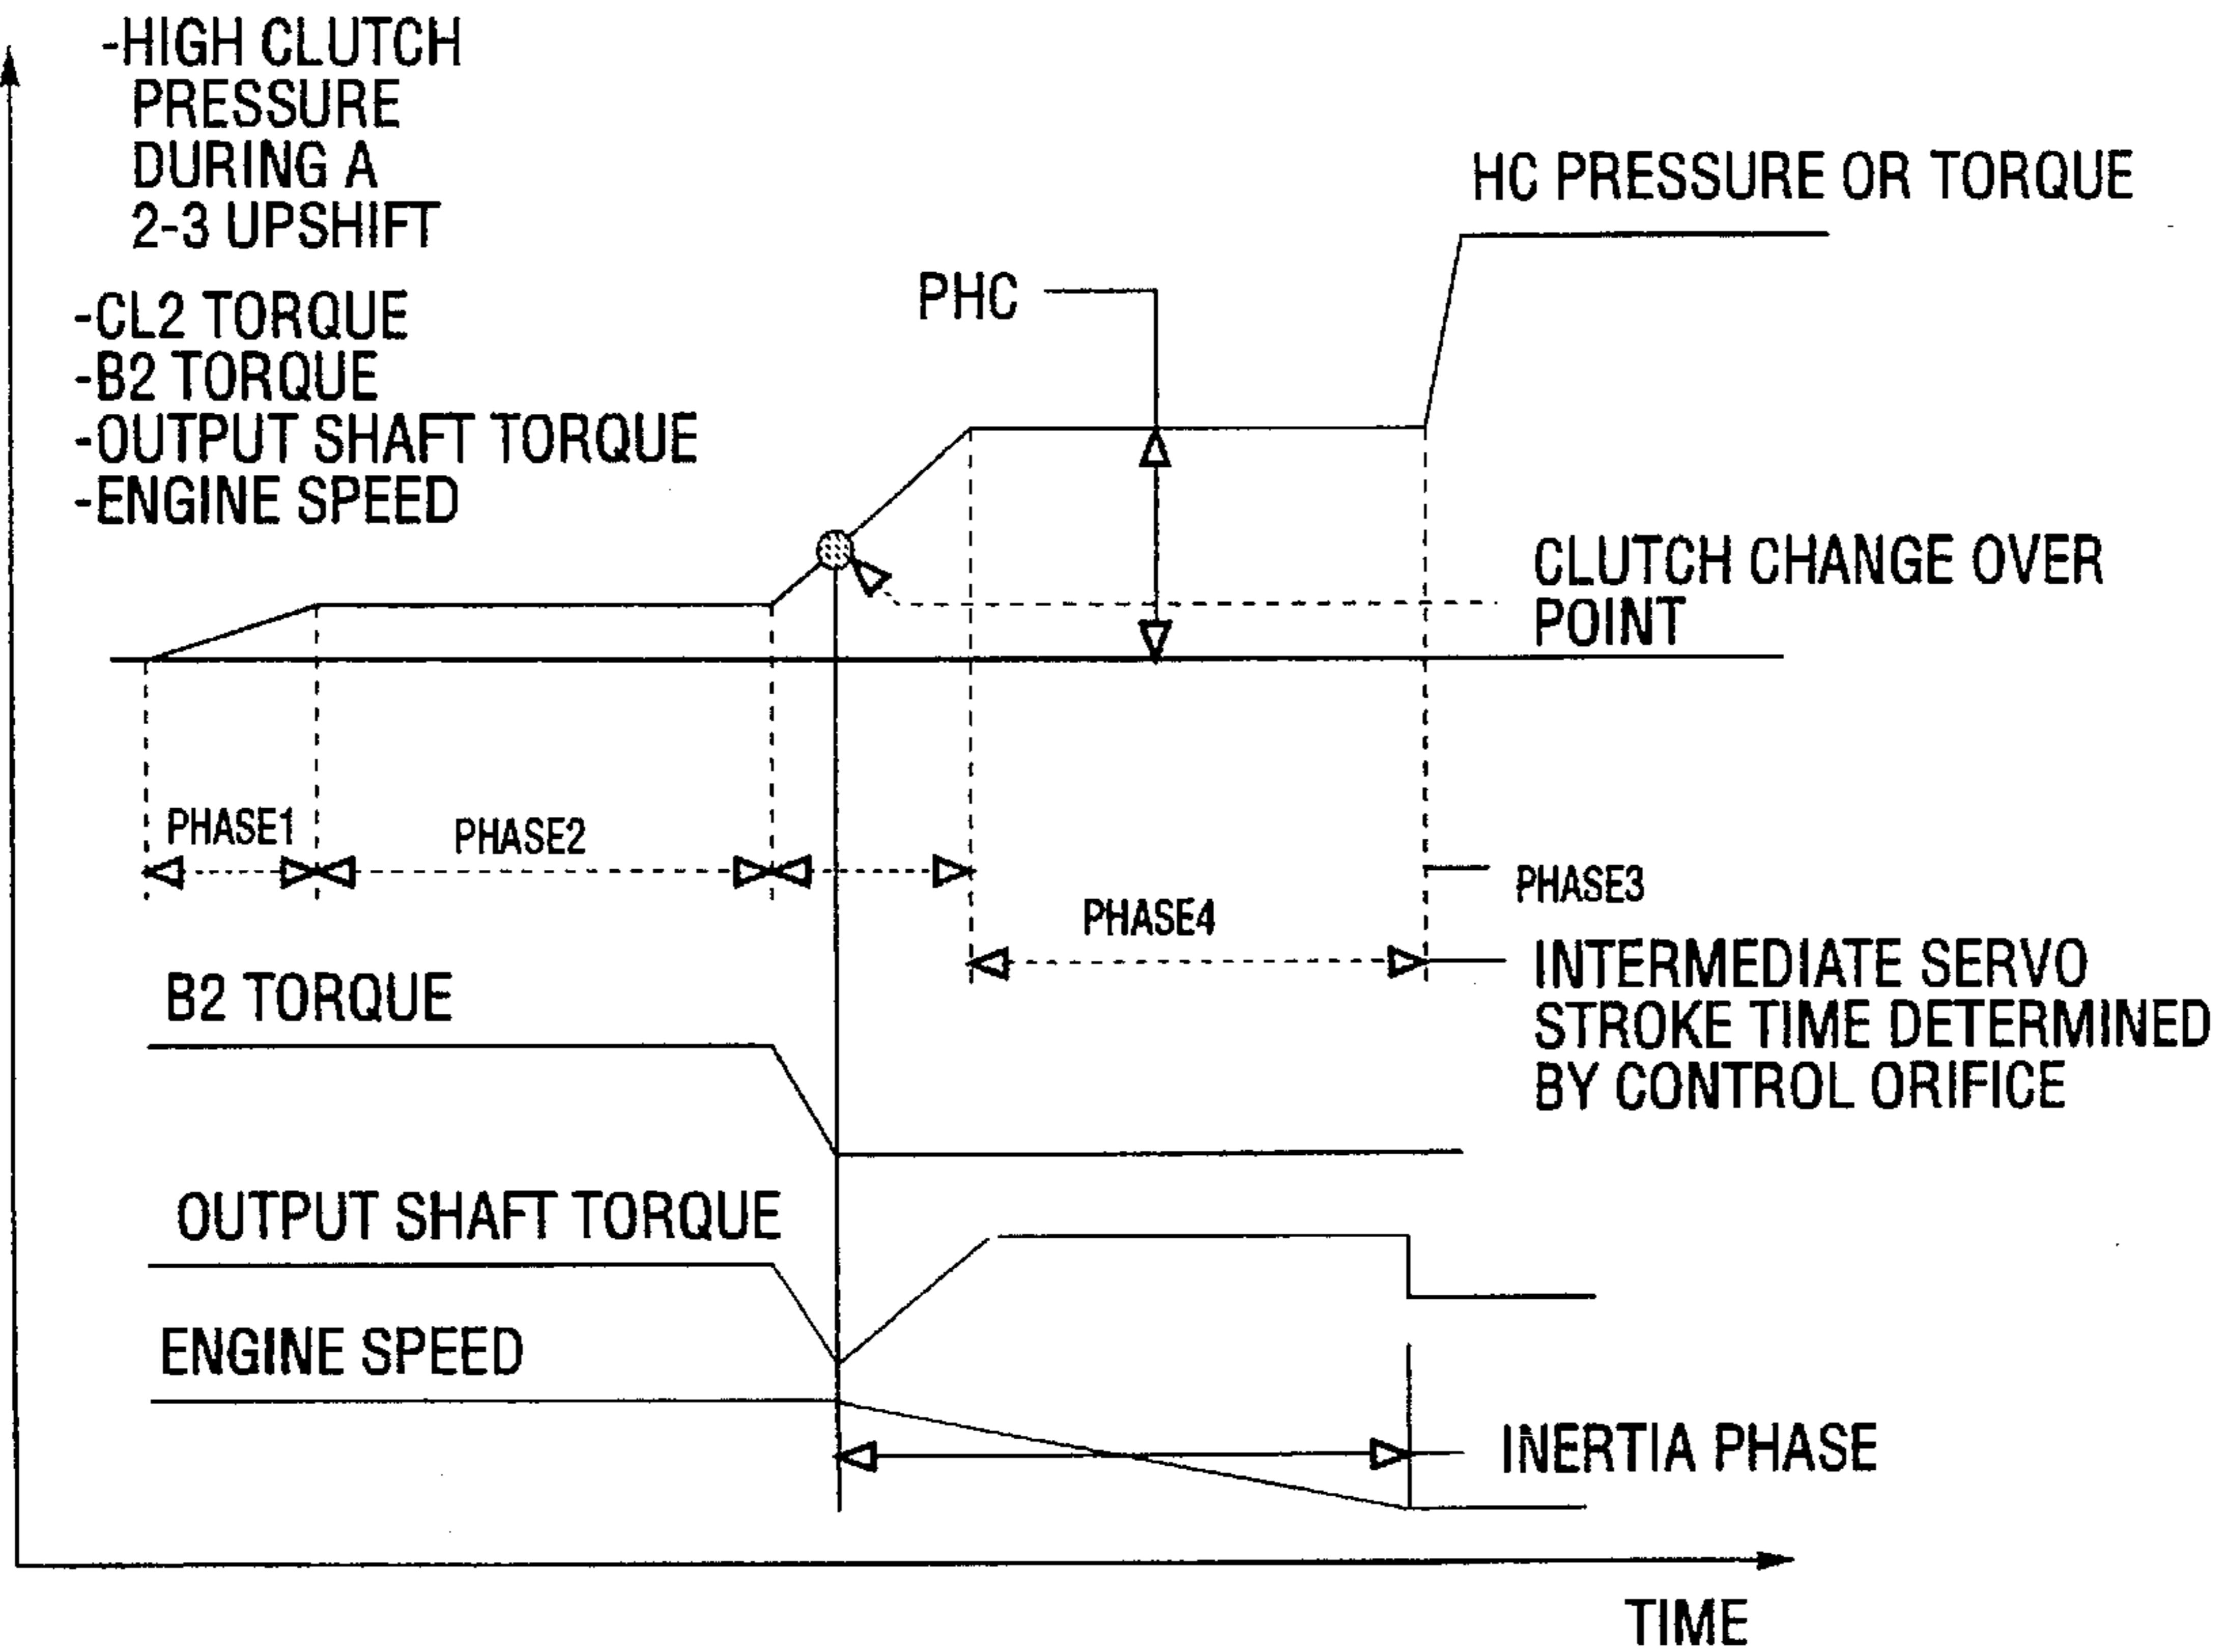 -HIGH CLUTCH
PRESSURE
DURING A
2-3 UPSHIFT
HC PRESSURE OR TORQUE
PHC
-CL2 TORQUE
-B2 TORQUE
-OUTPUT SHAFT TORQUE
-ENGINE SPEED
CLUTCH CHANGE OVER
POINT
PHASE1
PHASE2
PHASE3
PHASE4
INTERMEDIATE SERVO
STROKE TIME DETERMINED
BY CONTROL ORIFICE
B2 TORQUE
OUTPUT SHAFT TORQUE
ENGINE SPEED
INERTIA PHASE
TIME